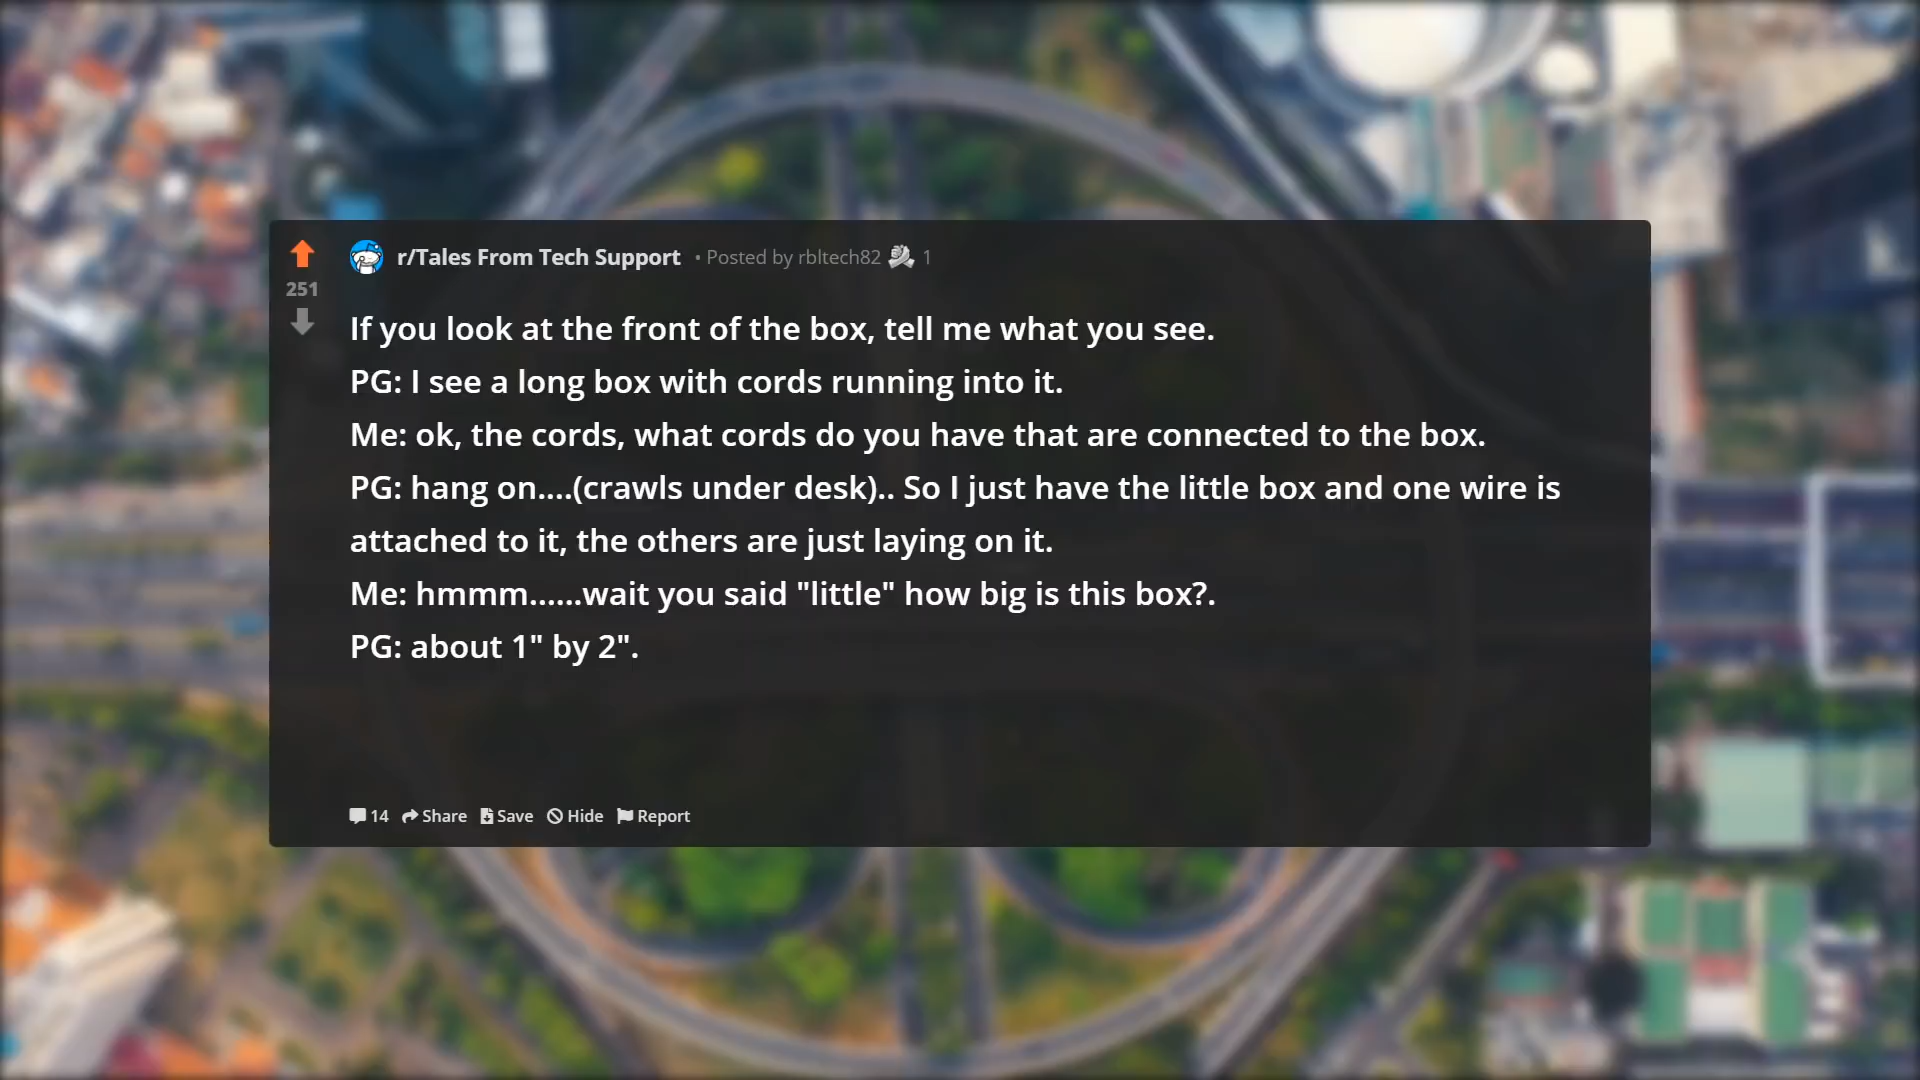 r/Tales From Tech Support • Posted by rbltech82 1
251
If you look at the front of the box, tell me what you see.
PG: I see a long box with cords running into it.
Me: ok, the cords, what cords do you have that are connected to the box.
PG: hang on....(crawls under desk).. So I just have the little box and one wire is
attached to it, the others are just laying on it.
Me: hmmm......wait you said "little" how big is this box?.
PG: about 1" by 2".
14 Share Save Hide Report